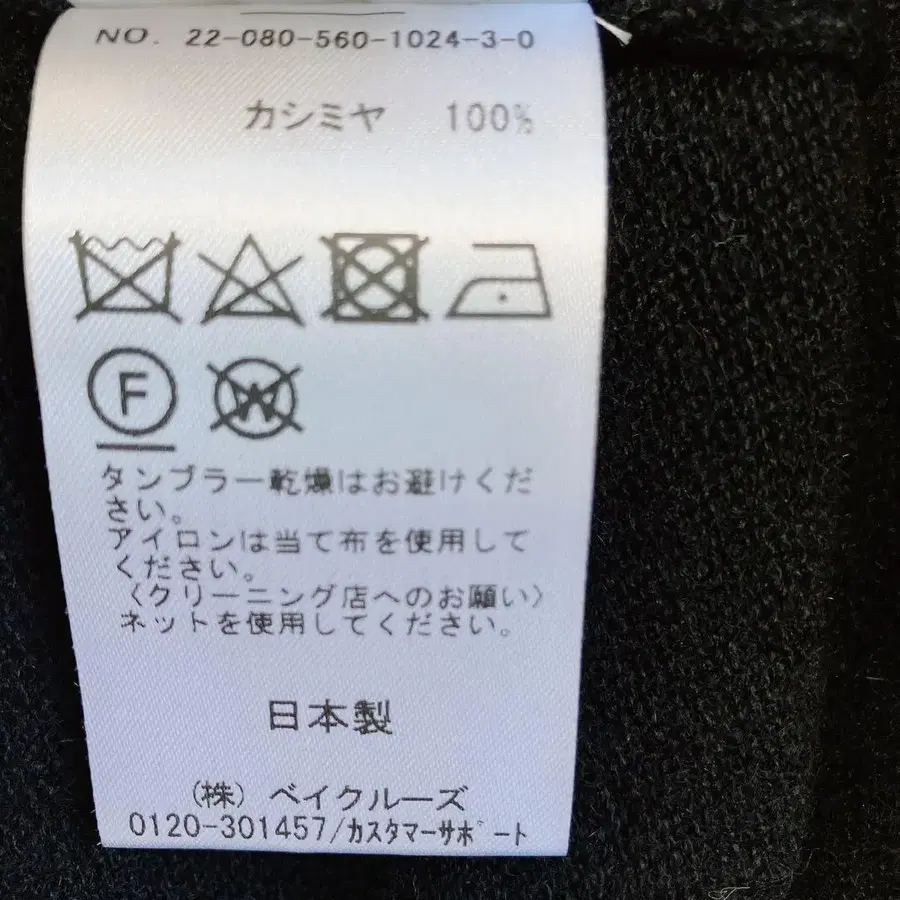 NO. 22-080-560-1024-3-0
カシミヤ 100%
F
W
タンブラー乾燥はお避けくだ
さい。
アイロンは当て布を使用して
ください。
〈クリーニング店へのお願い〉
ネットを使用してください。
日本製
(株) ベイクルーズ
0120-301457/カスタマーサポート